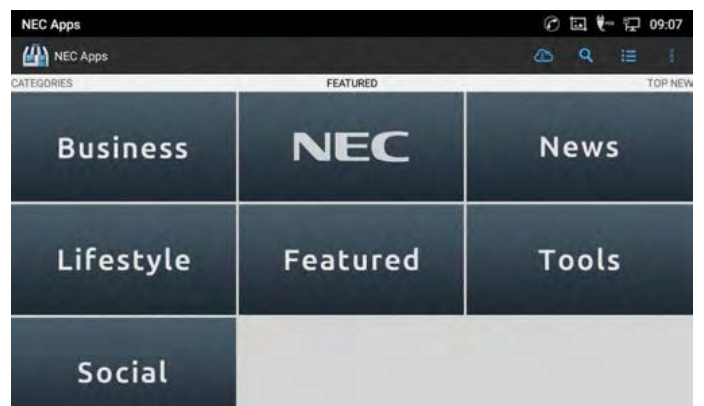 NEC Apps 09:07
NEC Apps
CATEGORIES FEATURED TOP NEW
Business NEC News
Lifestyle Featured Tools
Social